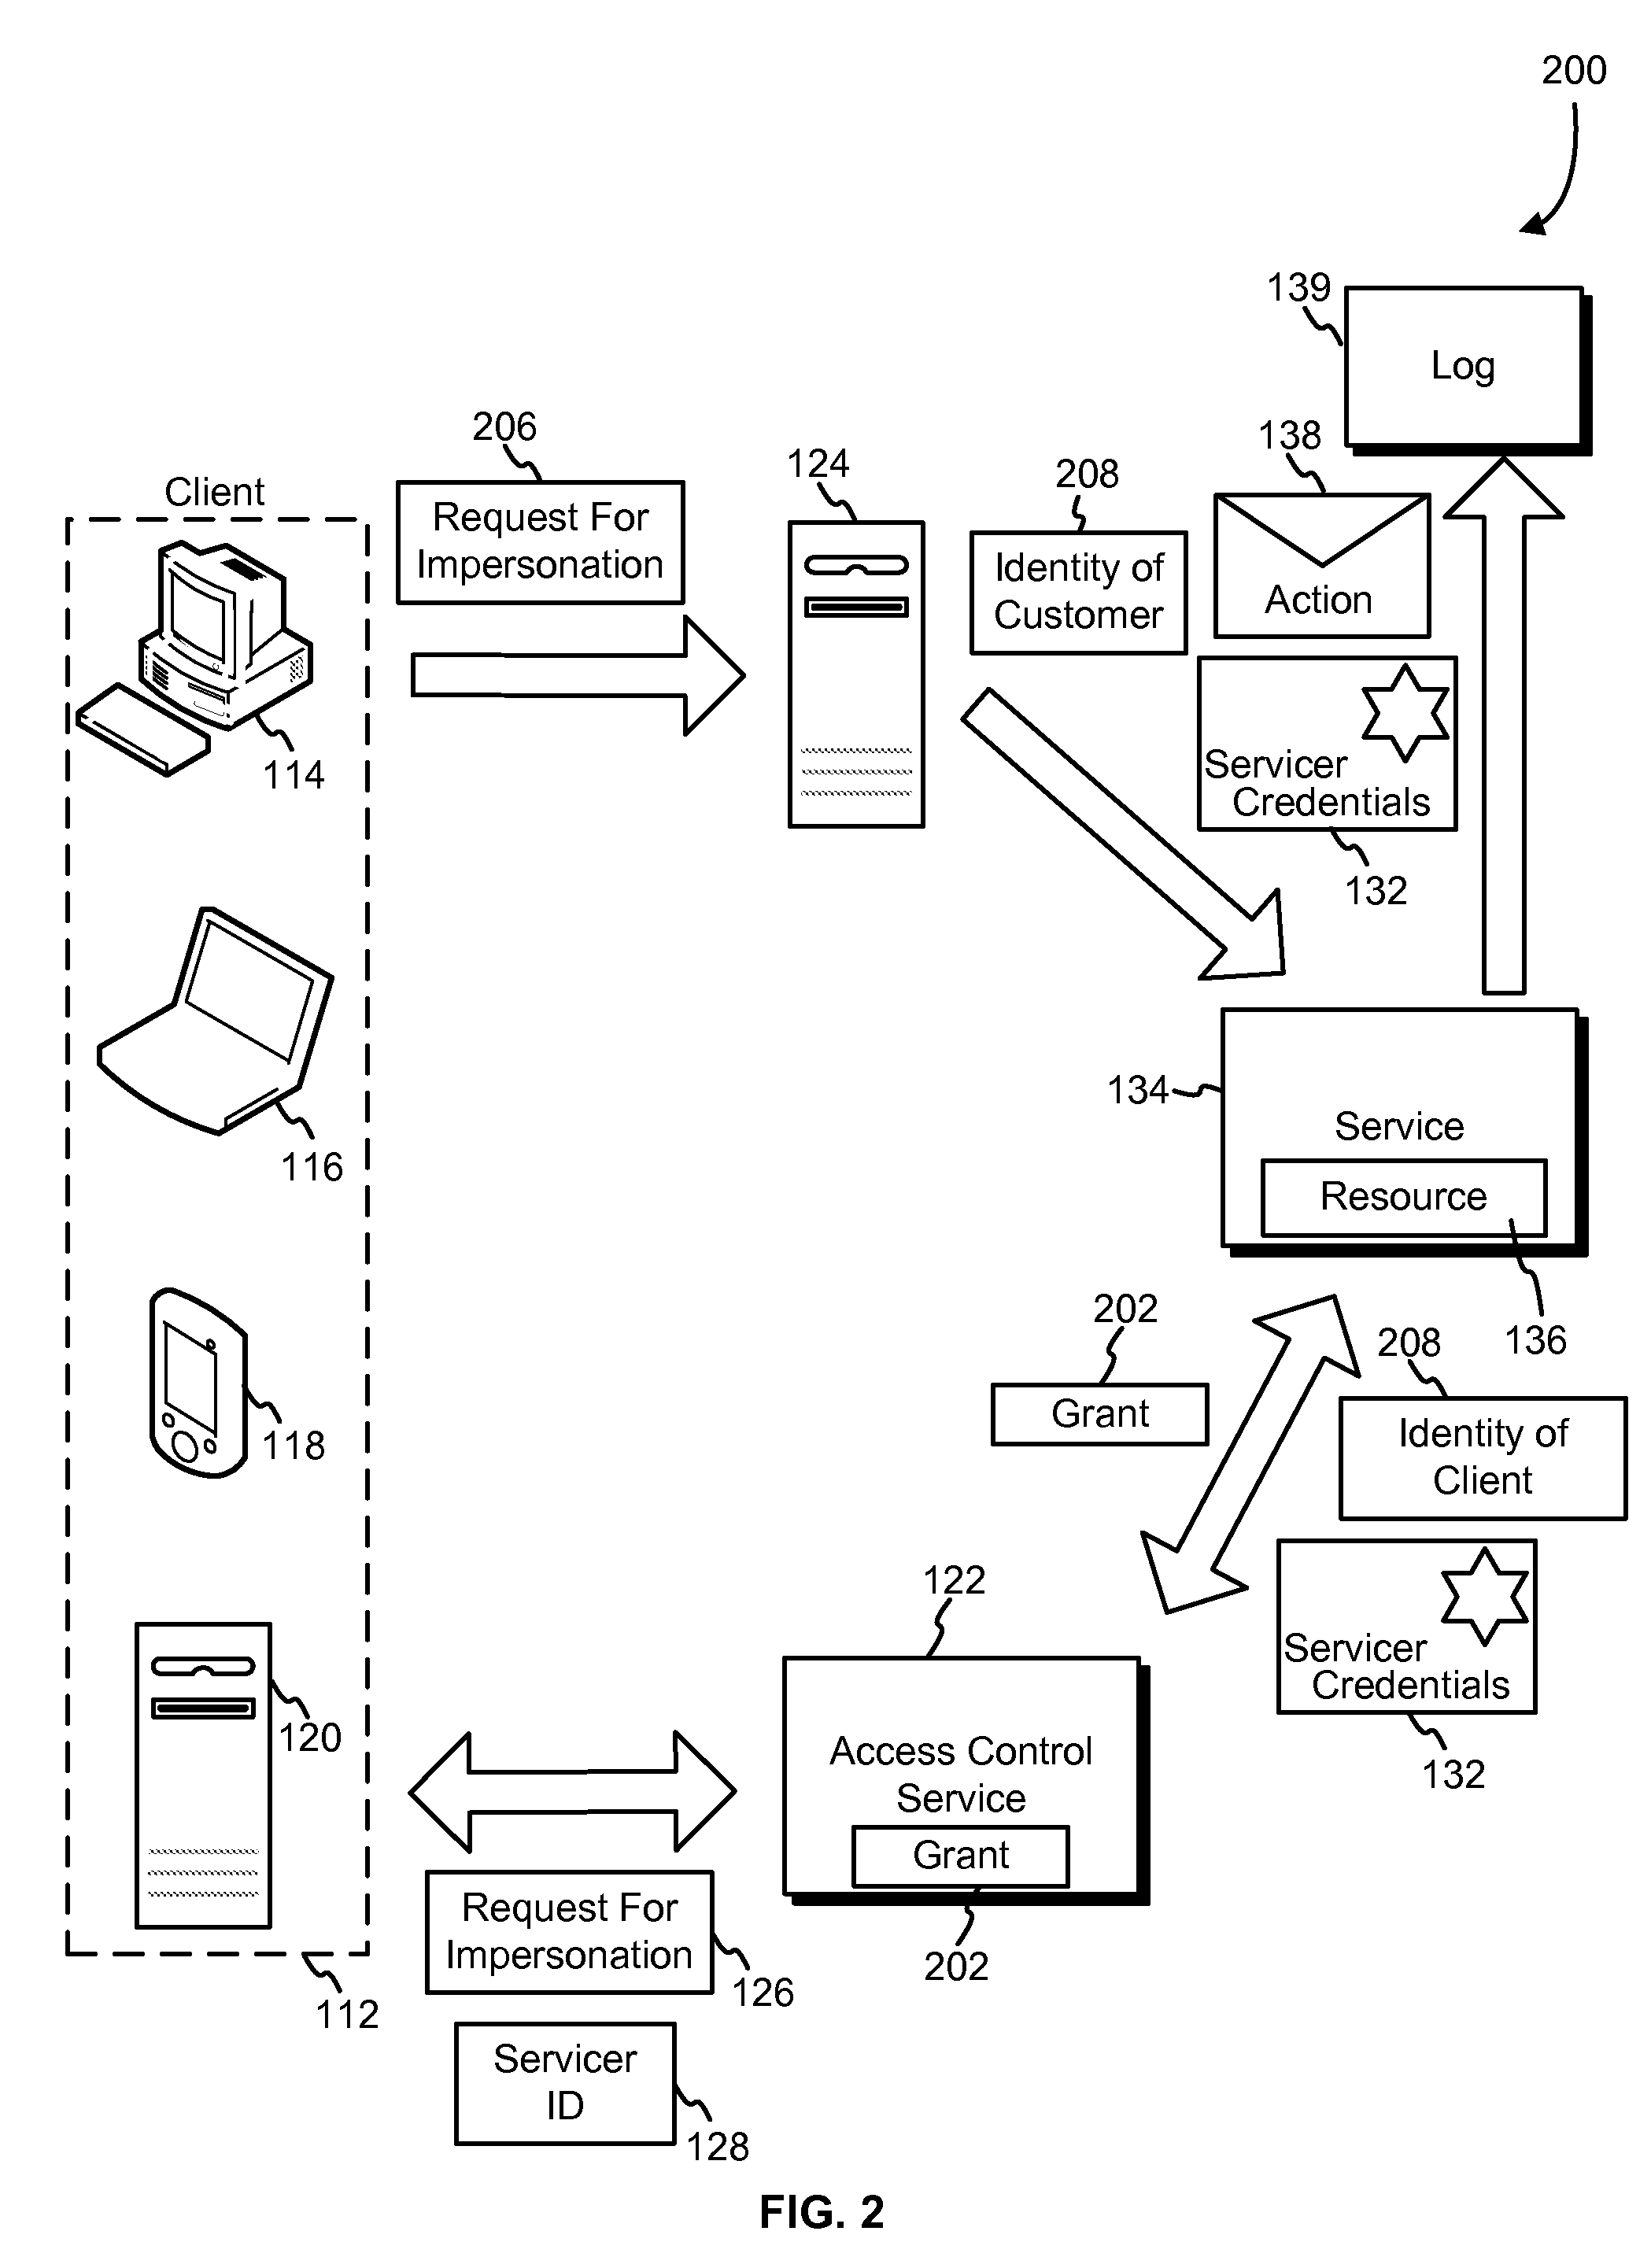 200
139
Log
206
138
124
208
Client
Request For
Impersonation
Identity of
Customer
Action
114
Servicer
Credentials
132
134
Service
116
Resource
202
136
208
Grant
118
Identity of
Client
122
Servicer
Credentials
120
132
Access Control
Service
Grant
Request For
Impersonation
202
126
112
Servicer
ID
128
FIG. 2